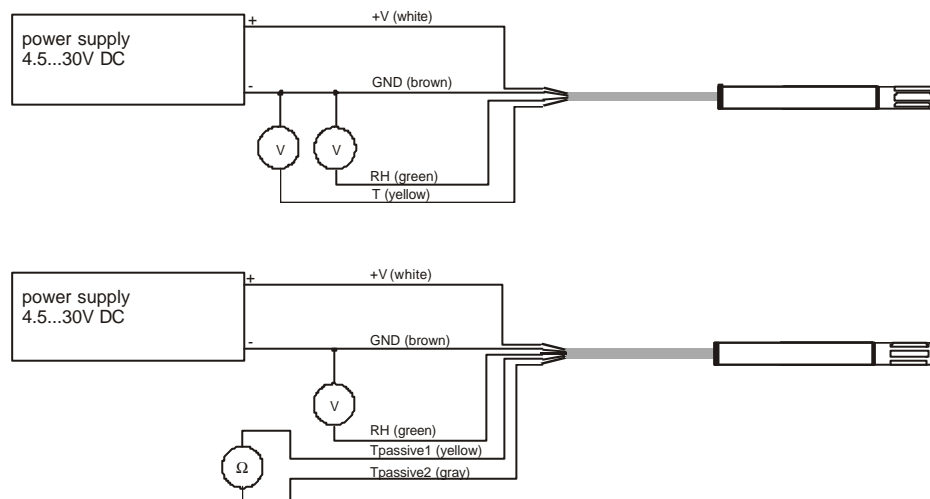 +V (white)
+
power supply
4.5...30V DC
GND (brown)
-
V
V
RH (green)
T (yellow)
+V (white)
+
power supply
4.5...30V DC
GND (brown)
-
V
RH (green)
Tpassive1 (yellow)
Ω
Tpassive2 (gray)